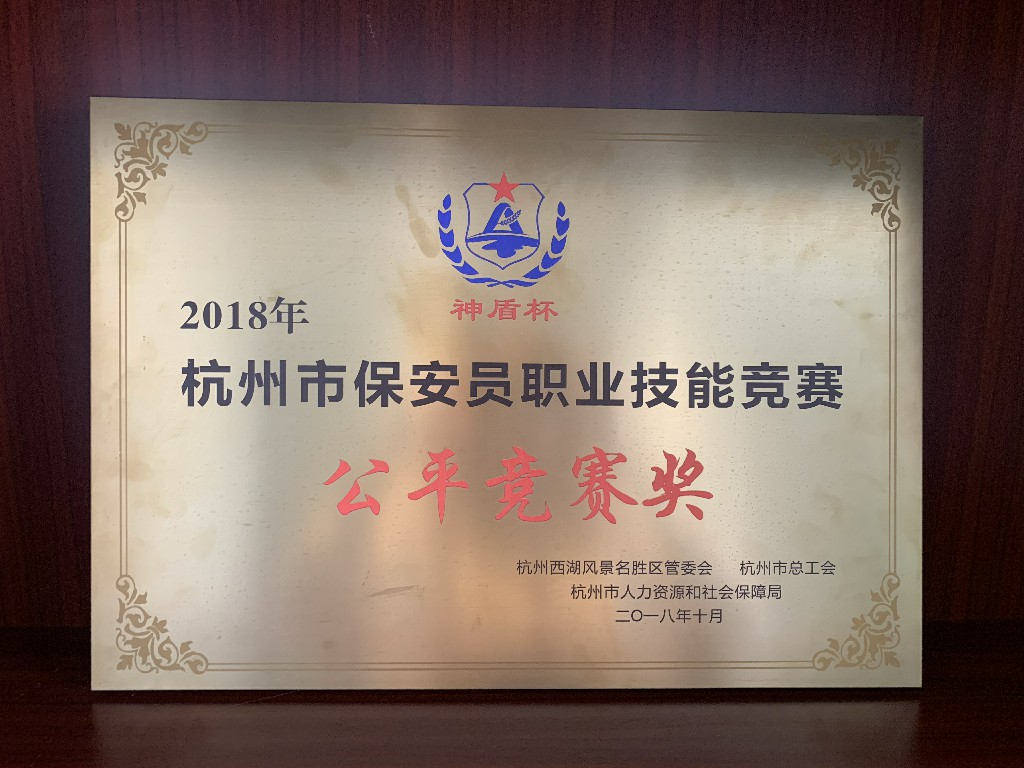 神盾杯
2018年
杭州市保安员职业技能竞赛
公平竞赛奖
杭州西湖风景名胜区管委会 杭州市总工会
杭州市人力资源和社会保障局
二O一八年十月